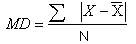 MD = ∑ |X − X̅|
N